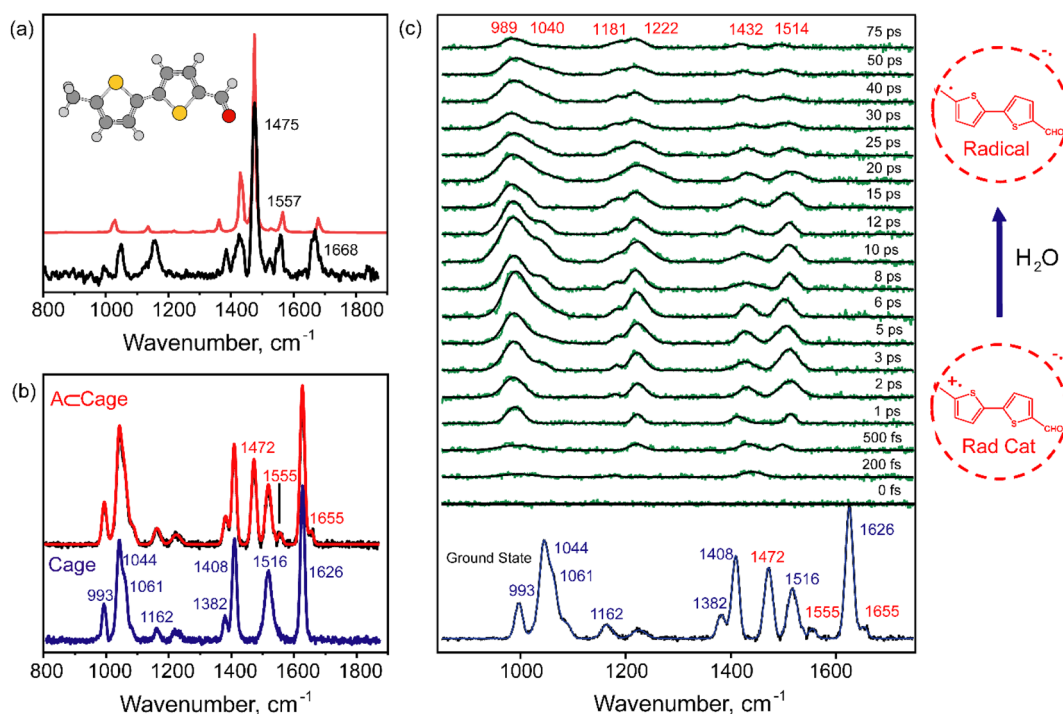 (a)
1475
1557
1668
800 1000 1200 1400 1600 1800
Wavenumber, cm⁻¹
(b)
A⊂Cage
1472
1555
1655
Cage
993
1044
1061
1162
1382
1408
1516
1626
800 1000 1200 1400 1600 1800
Wavenumber, cm⁻¹
(c)
989 1040 1181 1222 1432 1514
75 ps
50 ps
40 ps
30 ps
25 ps
20 ps
15 ps
12 ps
10 ps
8 ps
6 ps
5 ps
3 ps
2 ps
1 ps
500 fs
200 fs
0 fs
Ground State
993
1044
1061
1162
1382
1408
1472
1516
1555
1626
1655
1000 1200 1400 1600
Wavenumber, cm⁻¹
-.
.
S
S
CHO
Radical
H₂O
-.
+.
S
S
CHO
Rad Cat